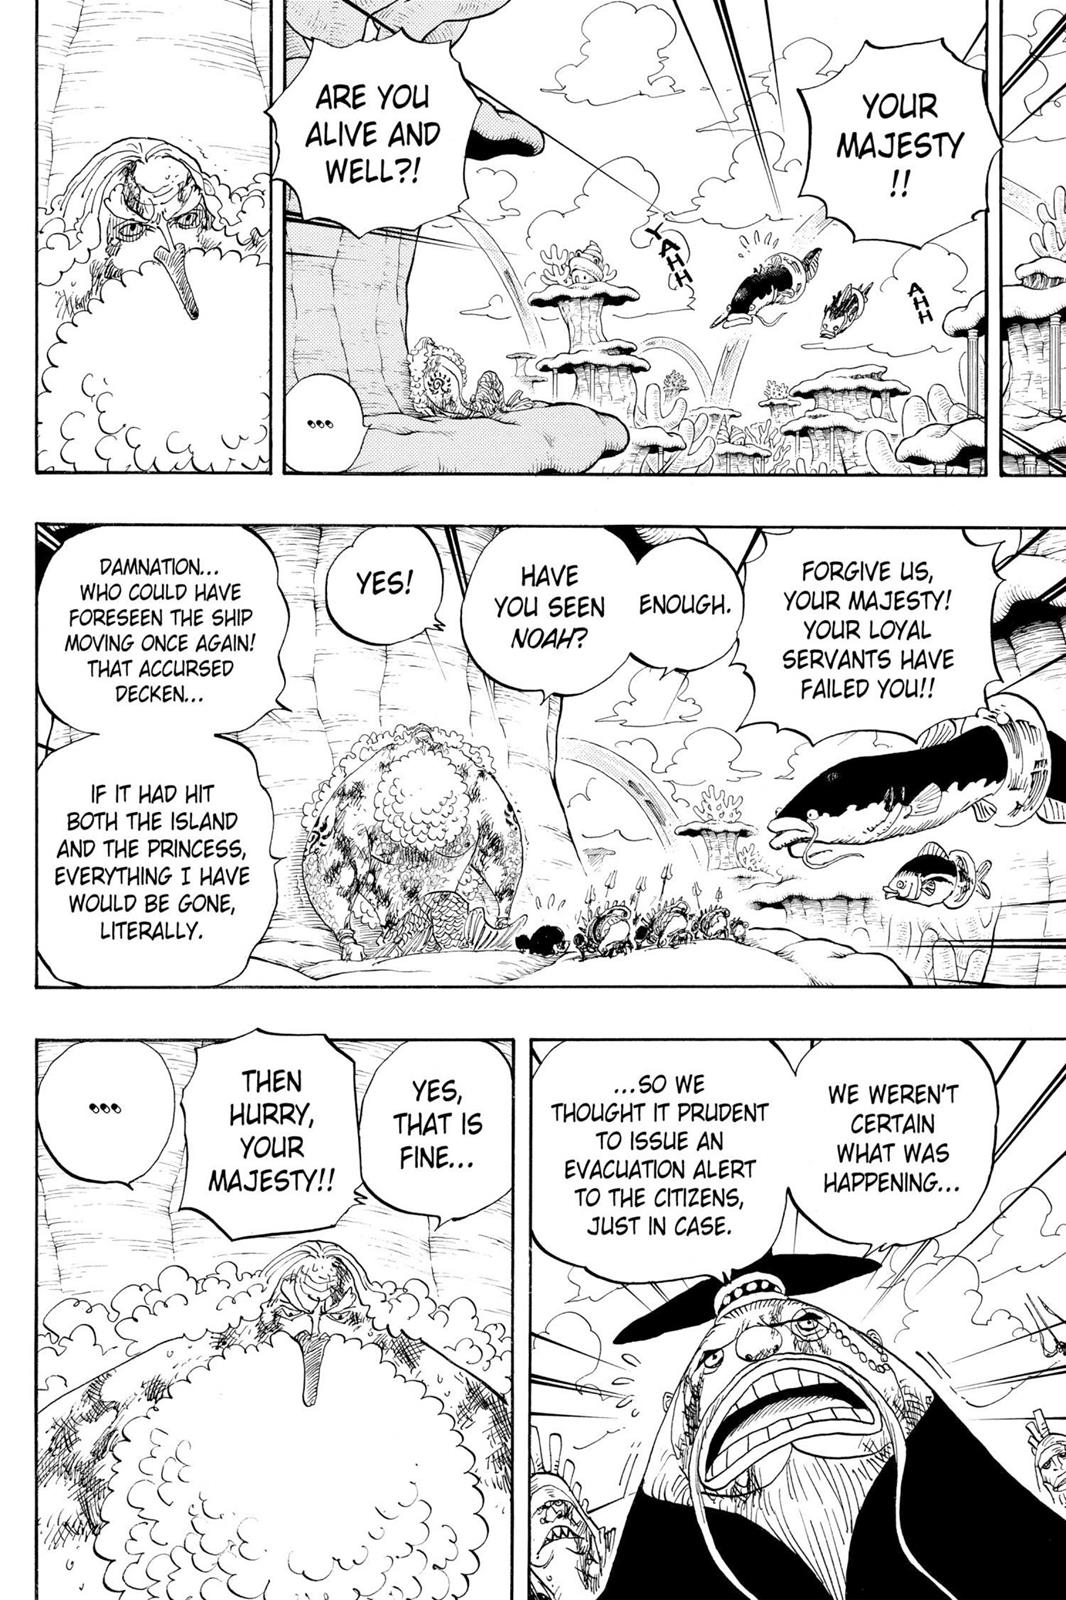 YOUR
MAJESTY
!!
AHH
YAHH
ARE YOU
ALIVE AND
WELL?!
...
FORGIVE US,
YOUR MAJESTY!
YOUR LOYAL
SERVANTS HAVE
FAILED YOU!!
ENOUGH.
HAVE
YOU SEEN
NOAH?
YES!
DAMNATION...
WHO COULD HAVE
FORESEEN THE SHIP
MOVING ONCE AGAIN!
THAT ACCURSED
DECKEN...
IF IT HAD HIT
BOTH THE ISLAND
AND THE PRINCESS,
EVERYTHING I HAVE
WOULD BE GONE,
LITERALLY.
WE WEREN'T
CERTAIN
WHAT WAS
HAPPENING...
...SO WE
THOUGHT IT PRUDENT
TO ISSUE AN
EVACUATION ALERT
TO THE CITIZENS,
JUST IN CASE.
YES,
THAT IS
FINE...
THEN
HURRY,
YOUR
MAJESTY!!
...